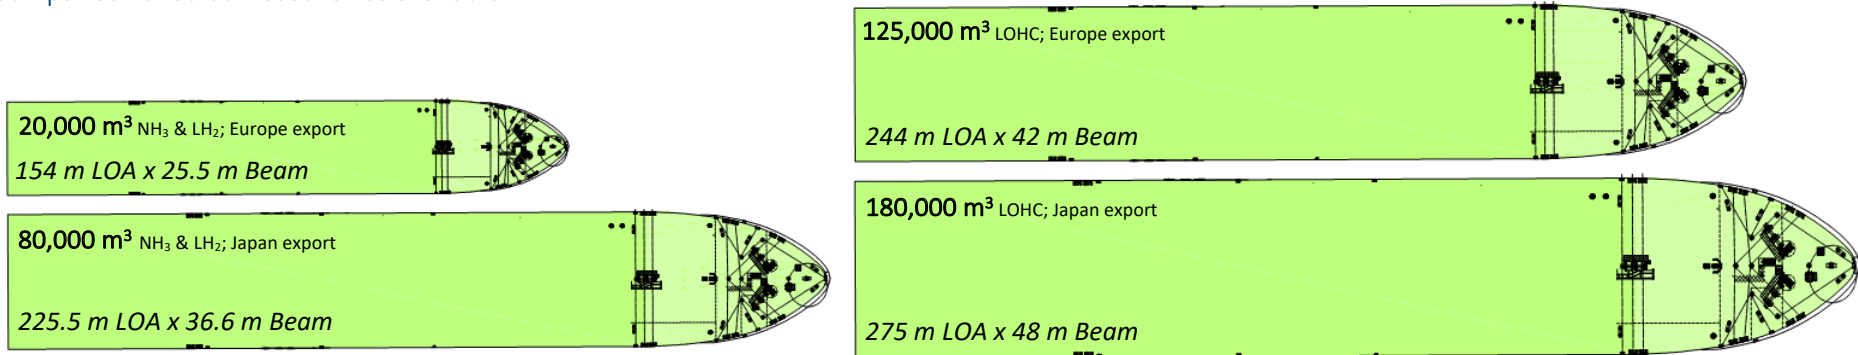 20,000 m³ NH₃ & LH₂; Europe export
154 m LOA x 25.5 m Beam
80,000 m³ NH₃ & LH₂; Japan export
225.5 m LOA x 36.6 m Beam
125,000 m³ LOHC; Europe export
244 m LOA x 42 m Beam
180,000 m³ LOHC; Japan export
275 m LOA x 48 m Beam